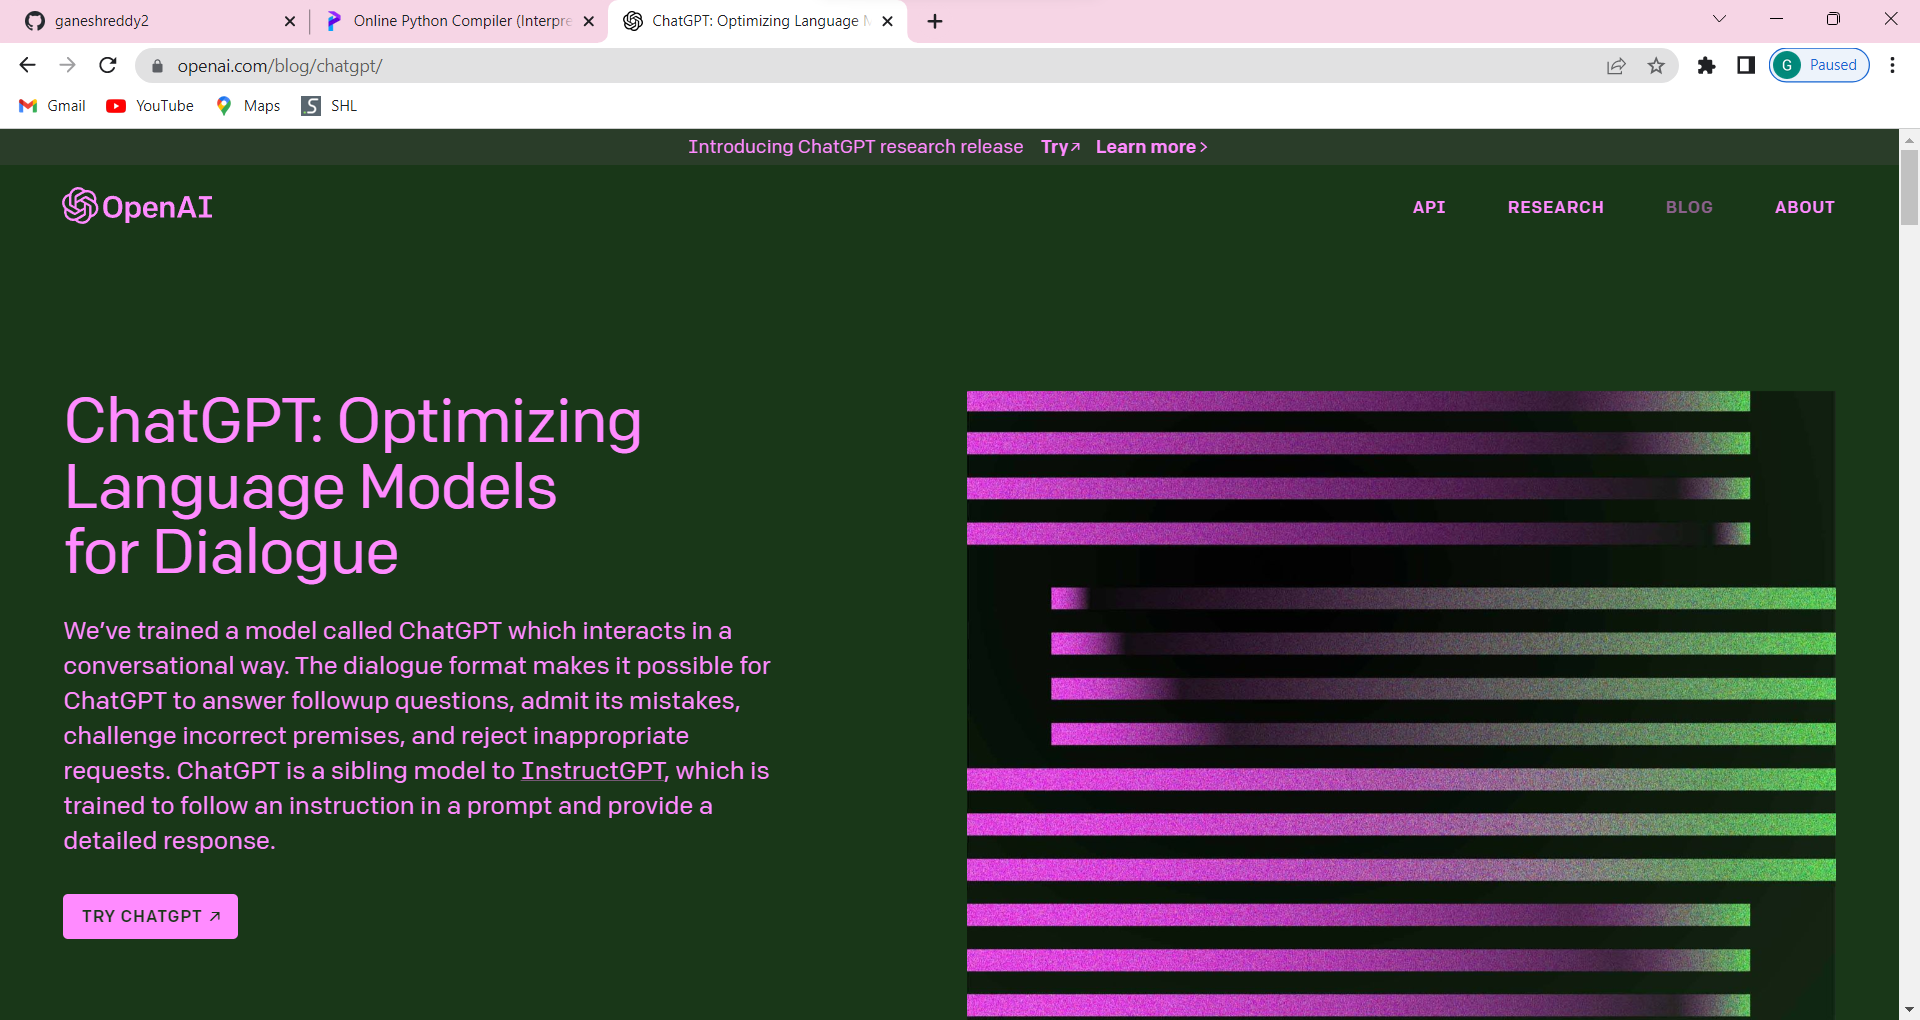 ganeshreddy2
Online Python Compiler (Interpre
ChatGPT: Optimizing Language
openai.com/blog/chatgpt/
G Paused
Gmail YouTube Maps S SHL
Introducing ChatGPT research release Try↗ Learn more >
OpenAI
API RESEARCH BLOG ABOUT
ChatGPT: Optimizing
Language Models
for Dialogue
We’ve trained a model called ChatGPT which interacts in a
conversational way. The dialogue format makes it possible for
ChatGPT to answer followup questions, admit its mistakes,
challenge incorrect premises, and reject inappropriate
requests. ChatGPT is a sibling model to InstructGPT, which is
trained to follow an instruction in a prompt and provide a
detailed response.
TRY CHATGPT ↗